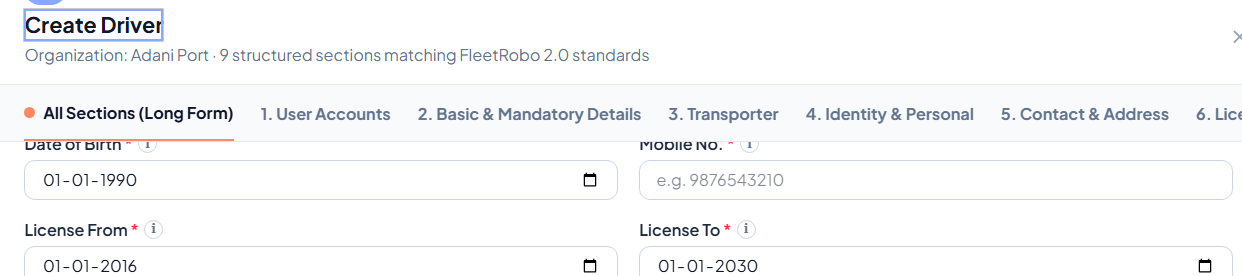 Create Driver
Organization: Adani Port · 9 structured sections matching FleetRobo 2.0 standards
All Sections (Long Form) 1. User Accounts 2. Basic & Mandatory Details 3. Transporter 4. Identity & Personal 5. Contact & Address 6. Lice
Date of Birth * i Mobile No. * i
01-01-1990 e.g. 9876543210
License From * i License To * i
01-01-2016 01-01-2030